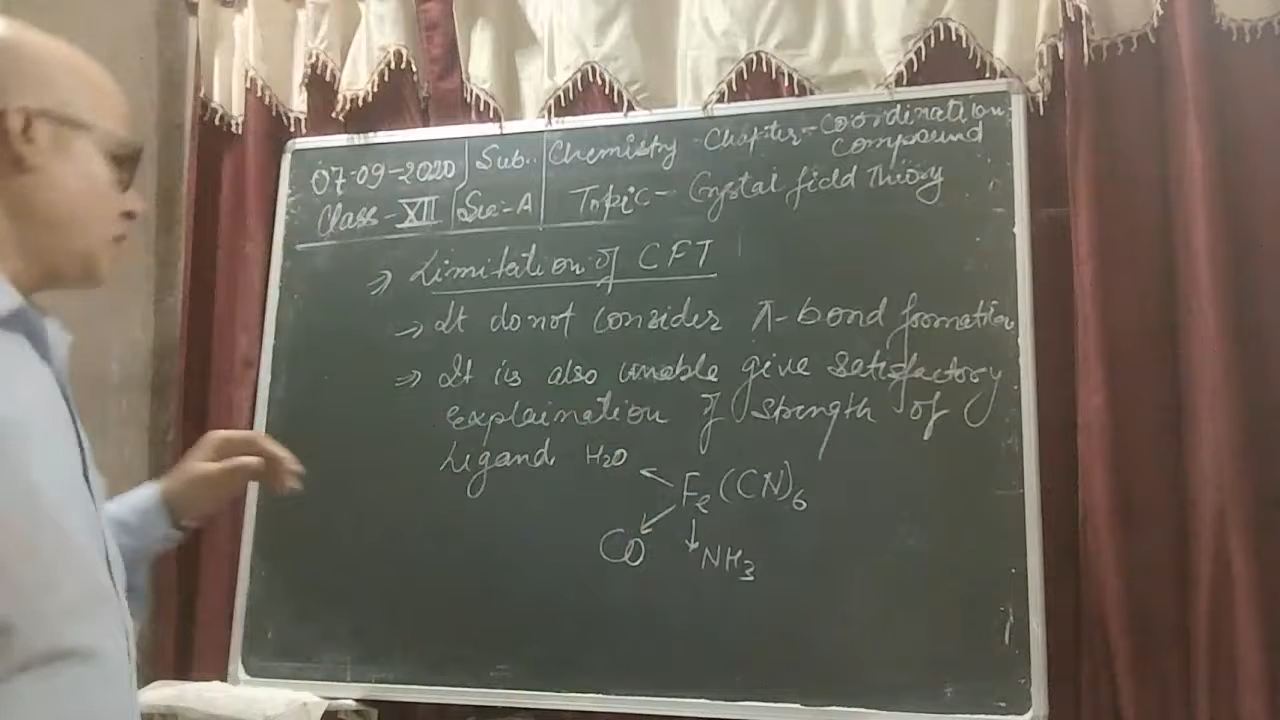 07-09-2020 Sub.. Chemistry Chapter- Coordination
compound
Class-XII Sec-A Topic- Crystal field Theory
Limitation of CFT
It do not consider π-bond formation
It is also unable give satisfactory
explaination of strength of
Ligand. H2O
Fe(CN)6
CO NH3